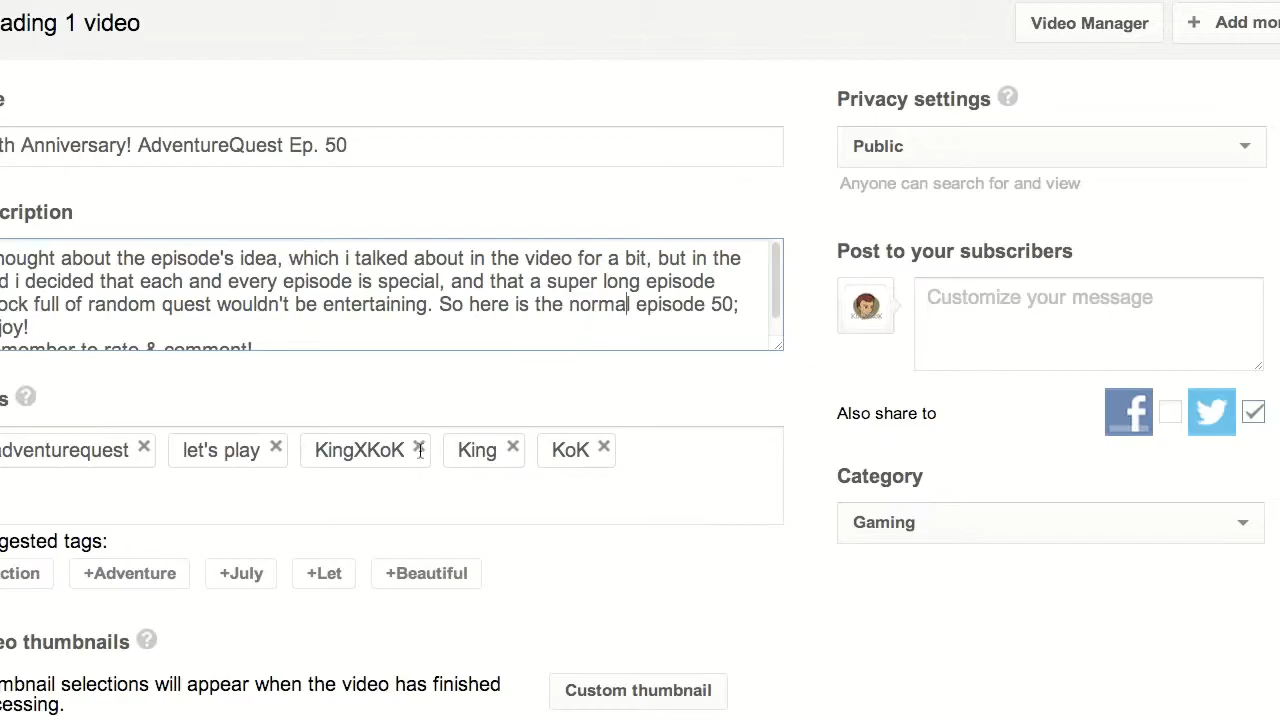 ading 1 video
Video Manager
+ Add mor
e
Privacy settings ?
th Anniversary! AdventureQuest Ep. 50
Public
Anyone can search for and view
cription
hought about the episode's idea, which i talked about in the video for a bit, but in the
d i decided that each and every episode is special, and that a super long episode
ock full of random quest wouldn't be entertaining. So here is the normal episode 50;
joy!
member to rate & comment!
Post to your subscribers
Customize your message
s ?
Also share to
adventurequest
let's play
KingXKoK
King
KoK
Category
Gaming
gested tags:
ction
+Adventure
+July
+Let
+Beautiful
eo thumbnails ?
mbnail selections will appear when the video has finished
cessing.
Custom thumbnail